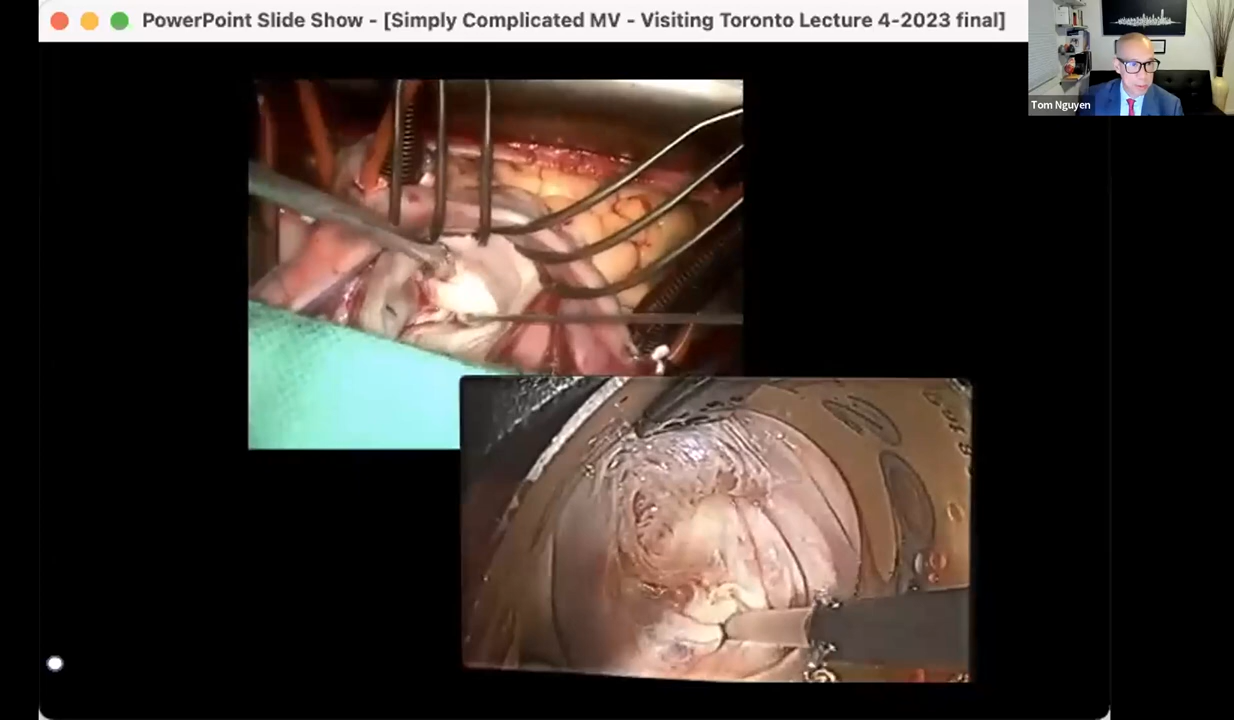 PowerPoint Slide Show - [Simply Complicated MV - Visiting Toronto Lecture 4-2023 final]
Tom Nguyen